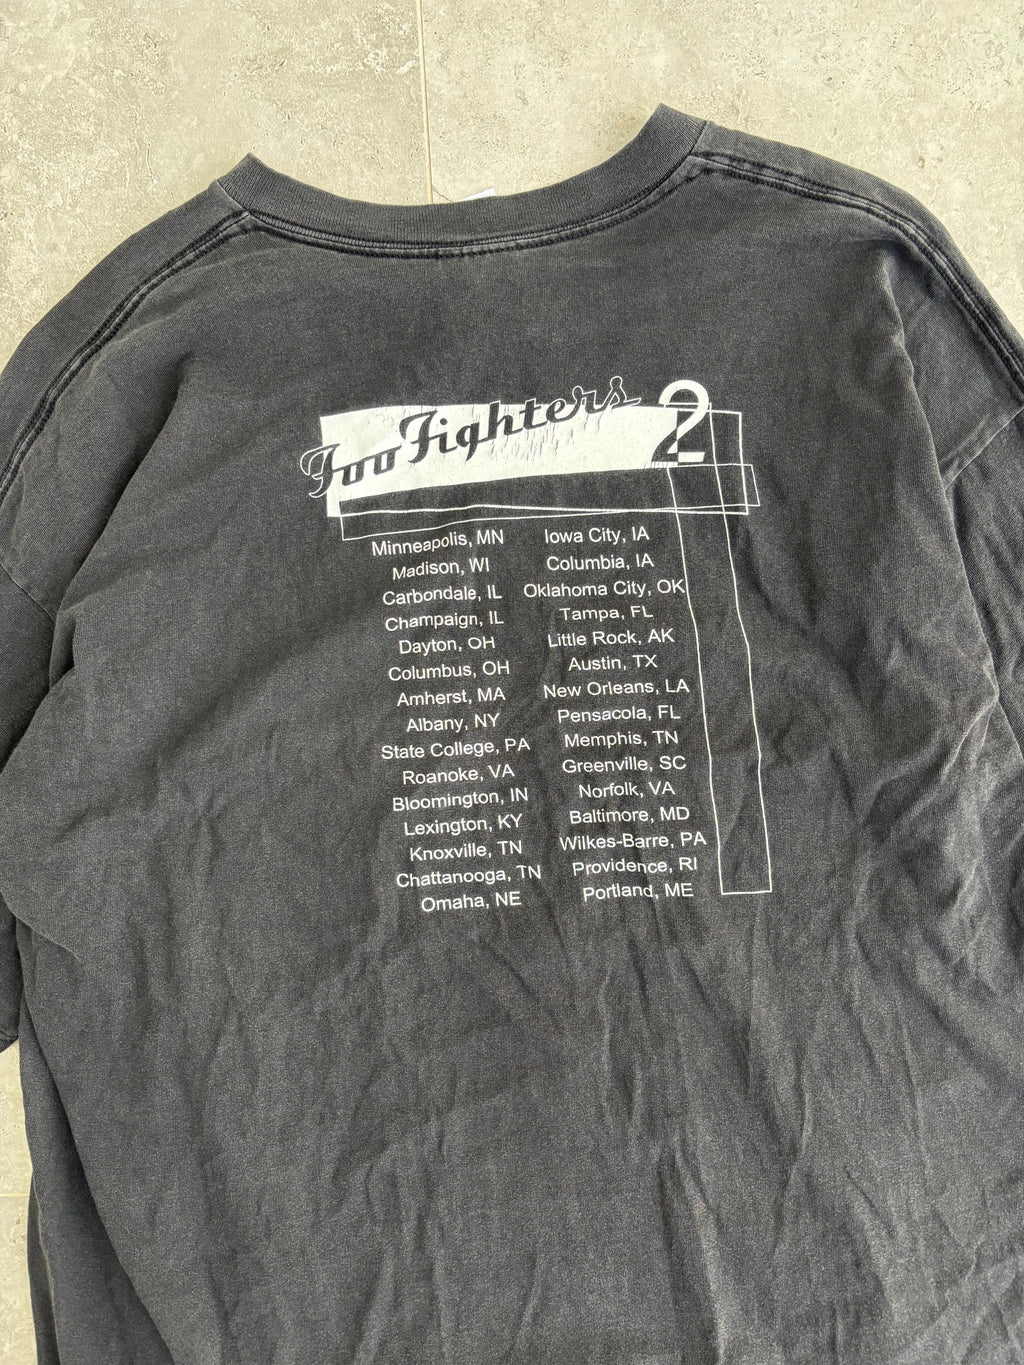 Foo Fighters 2
Minneapolis, MN
Madison, WI
Carbondale, IL
Champaign, IL
Dayton, OH
Columbus, OH
Amherst, MA
Albany, NY
State College, PA
Roanoke, VA
Bloomington, IN
Lexington, KY
Knoxville, TN
Chattanooga, TN
Omaha, NE
Iowa City, IA
Columbia, IA
Oklahoma City, OK
Tampa, FL
Little Rock, AK
Austin, TX
New Orleans, LA
Pensacola, FL
Memphis, TN
Greenville, SC
Norfolk, VA
Baltimore, MD
Wilkes-Barre, PA
Providence, RI
Portland, ME